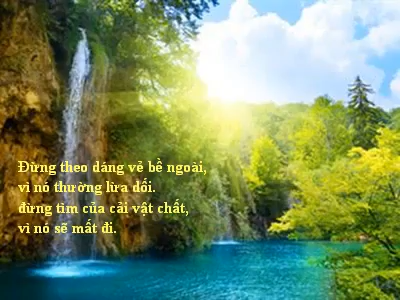 Đừng theo dáng vẻ bề ngoài,
vì nó thường lừa dối.
đừng tìm của cải vật chất,
vì nó sẽ mất đi.